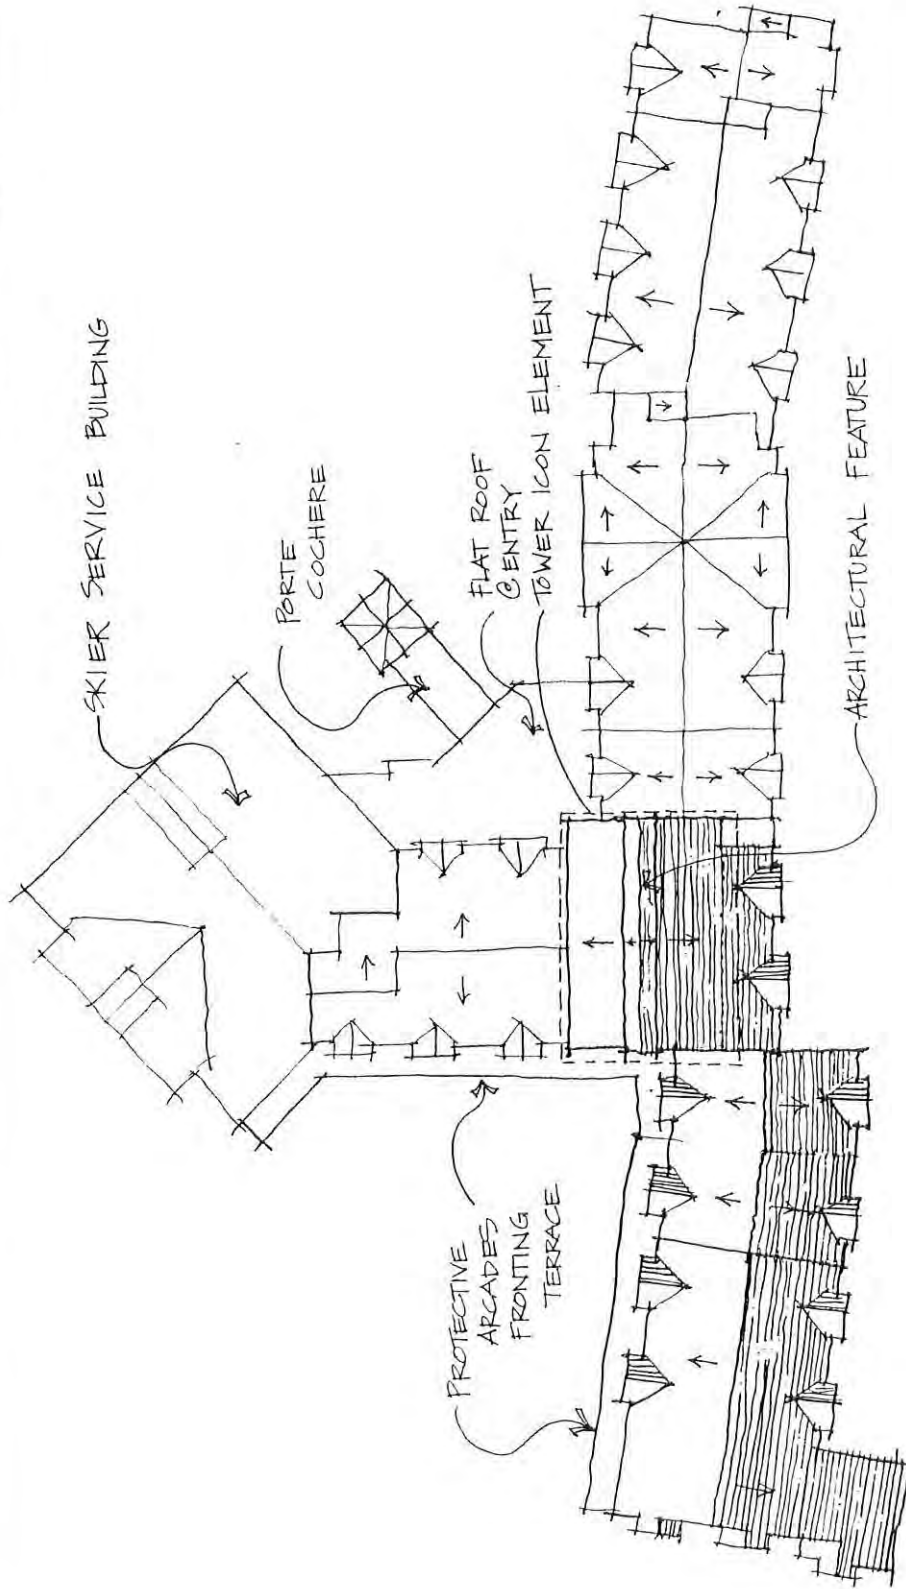 SKIER SERVICE BUILDING
PORTE
COCHERE
FLAT ROOF
@ ENTRY
TOWER ICON ELEMENT
PROTECTIVE
ARCADES
FRONTING
TERRACE
ARCHITECTURAL FEATURE